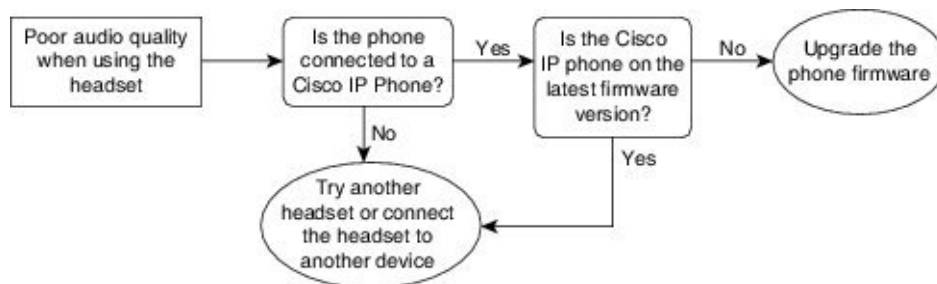 Poor audio quality
when using the
headset
Is the phone
connected to a
Cisco IP Phone?
Yes
Is the Cisco
IP phone on the
latest firmware
version?
No
Upgrade the
phone firmware
No
Yes
Try another
headset or connect
the headset to
another device